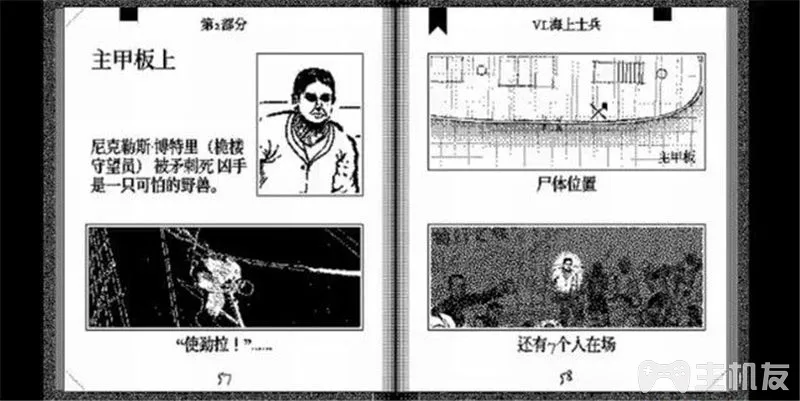 第2部分
主甲板上
尼克勒斯·博特里（桅楼
守望员）被矛刺死 凶手
是一只可怕的野兽。
“使劲拉！”……
57
VI.海上士兵
主甲板
尸体位置
还有7个人在场
58
主机友